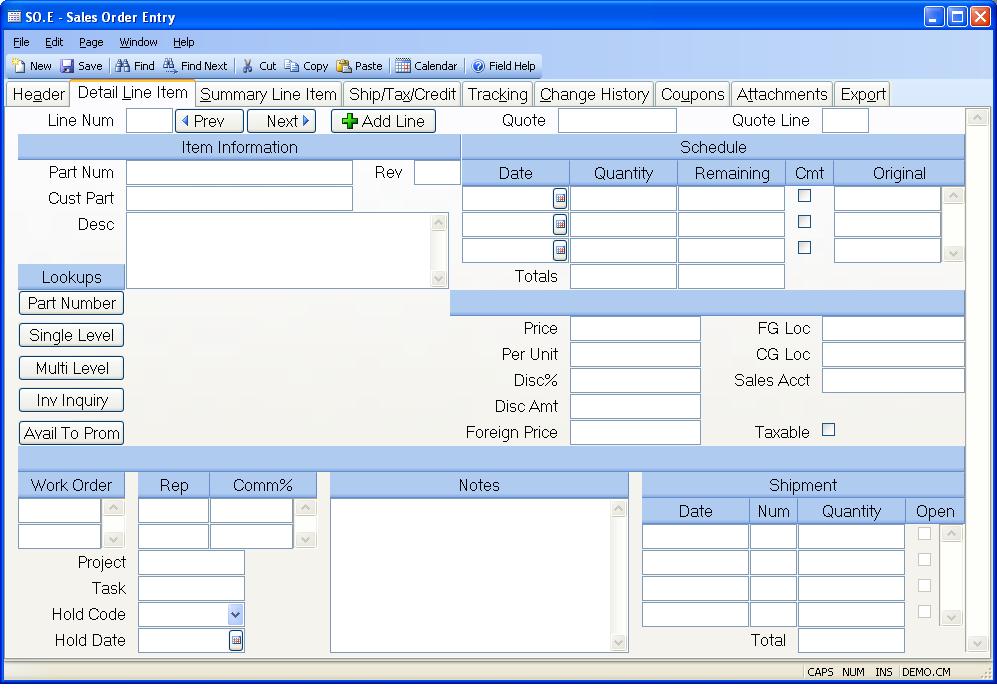 SO.E - Sales Order Entry
File Edit Page Window Help
New Save Find Find Next Cut Copy Paste Calendar Field Help
Header Detail Line Item Summary Line Item Ship/Tax/Credit Tracking Change History Coupons Attachments Export
Line Num Prev Next Add Line Quote Quote Line
Item Information Schedule
Part Num Rev Date Quantity Remaining Cmt Original
Cust Part
Desc
Lookups Totals
Part Number
Price FG Loc
Single Level
Per Unit CG Loc
Multi Level
Disc% Sales Acct
Inv Inquiry
Disc Amt
Avail To Prom Foreign Price Taxable
Work Order Rep Comm% Notes Shipment
Date Num Quantity Open
Project
Task
Hold Code
Hold Date Total
CAPS NUM INS DEMO.CM